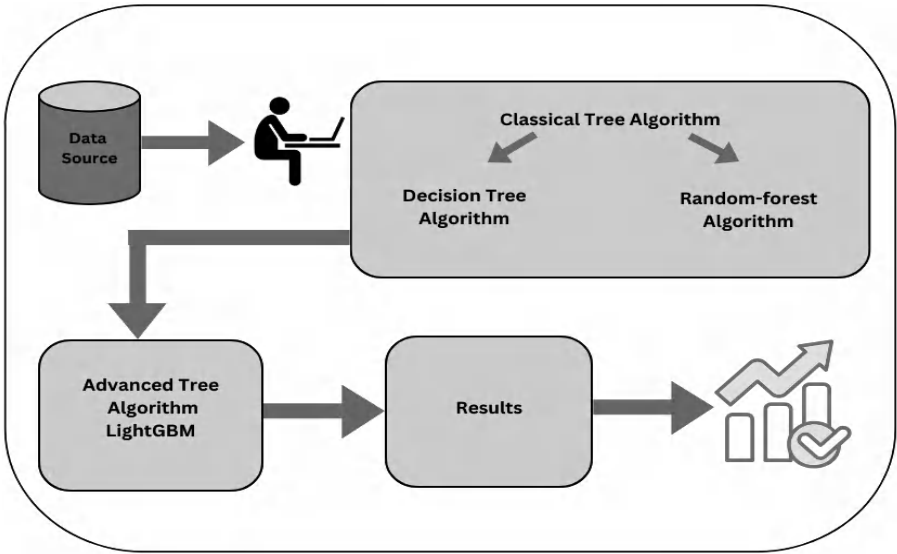 Data
Source
Classical Tree Algorithm
Decision Tree
Algorithm
Random-forest
Algorithm
Advanced Tree
Algorithm
LightGBM
Results